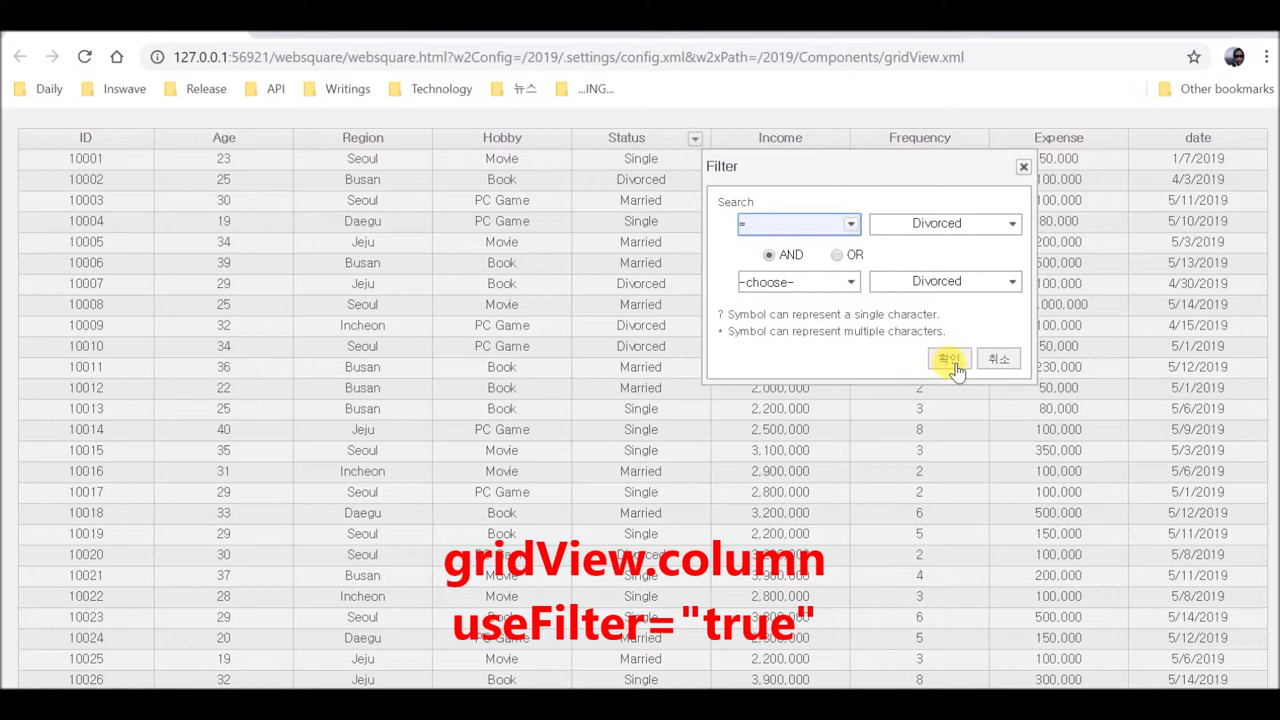 127.0.0.1:56921/websquare/websquare.html?w2Config=/2019/.settings/config.xml&w2xPath=/2019/Components/gridView.xml
Daily Inswave Release API Writings Technology 뉴스 ...ING... Other bookmarks
ID Age Region Hobby Status Income Frequency Expense date
10001 23 Seoul Movie Single 50,000 1/7/2019
10002 25 Busan Book Divorced 100,000 4/3/2019
10003 30 Seoul PC Game Married 100,000 5/11/2019
10004 19 Daegu PC Game Single 80,000 5/10/2019
10005 34 Jeju Movie Married 200,000 5/3/2019
10006 39 Busan Book Married 500,000 5/13/2019
10007 29 Jeju Book Divorced 100,000 4/30/2019
10008 25 Seoul Movie Married ,000,000 5/14/2019
10009 32 Incheon PC Game Divorced 100,000 4/15/2019
10010 34 Seoul PC Game Divorced 50,000 5/14/2019
10011 36 Busan Book Married 230,000 5/12/2019
10012 22 Busan Book Married 2,000,000 2 50,000 5/1/2019
10013 25 Busan Book Single 2,200,000 3 80,000 5/6/2019
10014 40 Jeju PC Game Single 2,500,000 8 100,000 5/9/2019
10015 35 Seoul Movie Single 3,100,000 3 350,000 5/3/2019
10016 31 Incheon Movie Married 2,900,000 2 100,000 5/6/2019
10017 29 Seoul PC Game Single 2,800,000 2 100,000 5/1/2019
10018 33 Daegu Book Married 3,200,000 6 500,000 5/12/2019
10019 29 Seoul Book Single 2,200,000 5 150,000 5/11/2019
10020 30 Seoul Divorced 2 100,000 5/8/2019
10021 37 Busan 4 200,000 5/11/2019
10022 28 Incheon Movie Married 2,800,000 3 100,000 5/8/2019
10023 29 Seoul Book Single 6 500,000 5/14/2019
10024 20 Daegu PC Game Married 5 150,000 5/12/2019
10025 19 Jeju Movie Married 2,200,000 3 100,000 5/6/2019
10026 32 Jeju Book Single 3,900,000 8 300,000 5/14/2019
Filter
Search
= Divorced
AND OR
-choose- Divorced
? Symbol can represent a single character.
* Symbol can represent multiple characters.
확인 취소
gridView.column
useFilter="true"